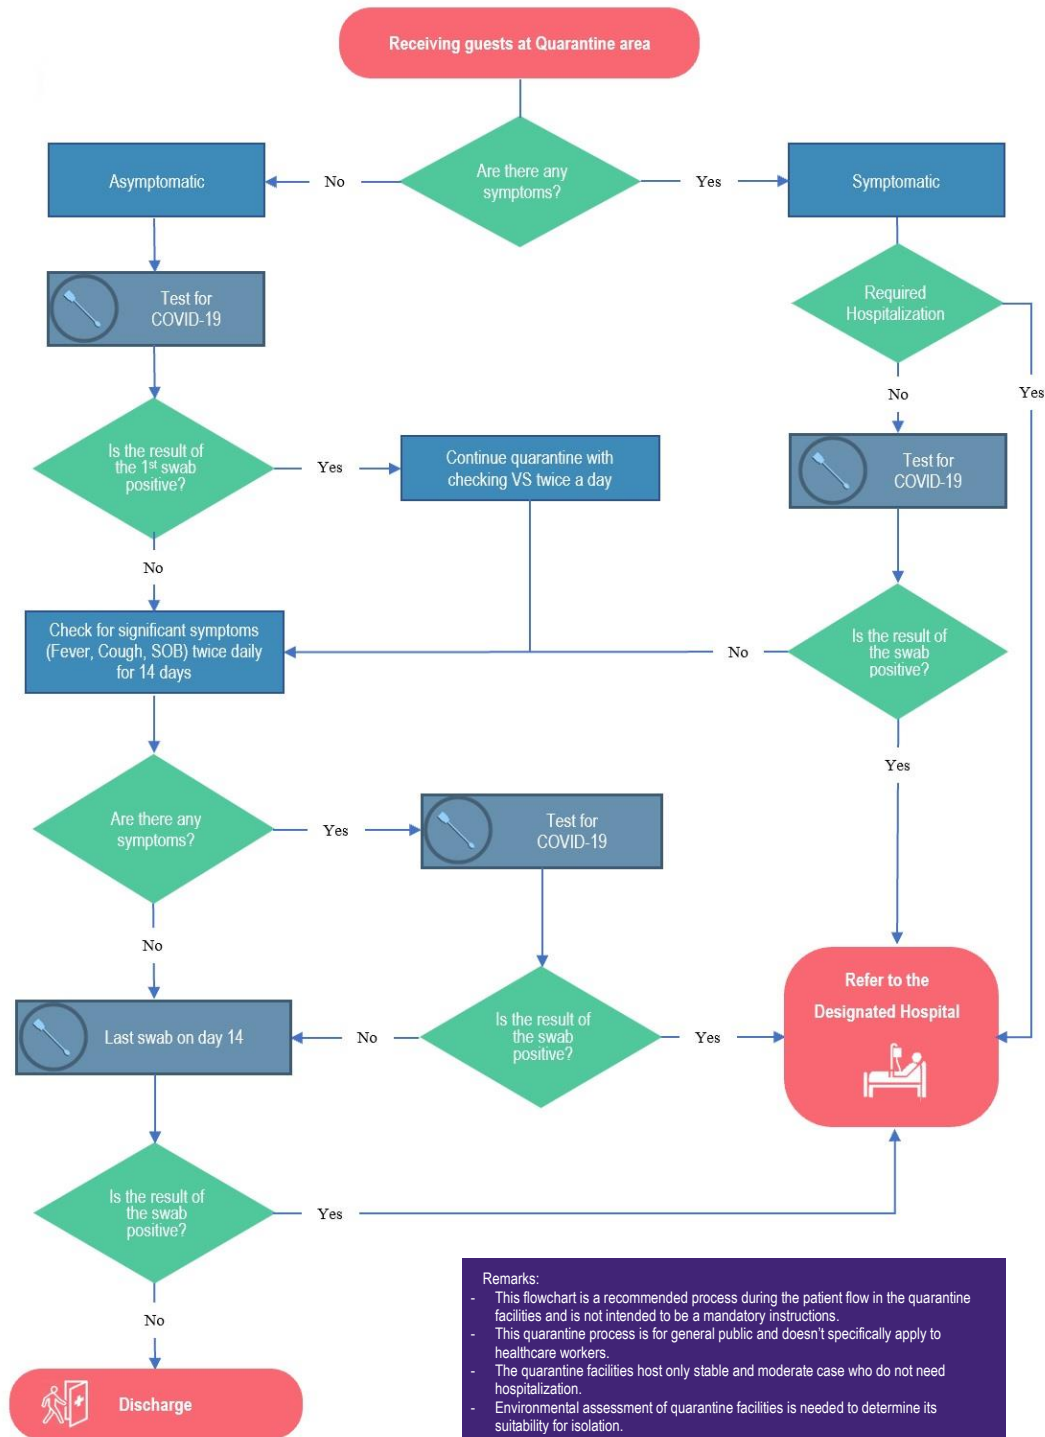 Receiving guests at Quarantine area
Are there any
symptoms?
No
Yes
Asymptomatic
Symptomatic
Test for
COVID-19
Required
Hospitalization
No
Yes
Is the result of
the 1st swab
positive?
Yes
Continue quarantine with
checking VS twice a day
Test for
COVID-19
No
Check for significant symptoms
(Fever, Cough, SOB) twice daily
for 14 days
No
Is the result of
the swab
positive?
Yes
Are there any
symptoms?
Yes
Test for
COVID-19
No
Last swab on day 14
No
Is the result of
the swab
positive?
Yes
Refer to the
Designated Hospital
Is the result of
the swab
positive?
Yes
No
Discharge
Remarks:
- This flowchart is a recommended process during the patient flow in the quarantine
facilities and is not intended to be a mandatory instructions.
- This quarantine process is for general public and doesn't specifically apply to
healthcare workers.
- The quarantine facilities host only stable and moderate case who do not need
hospitalization.
- Environmental assessment of quarantine facilities is needed to determine its
suitability for isolation.